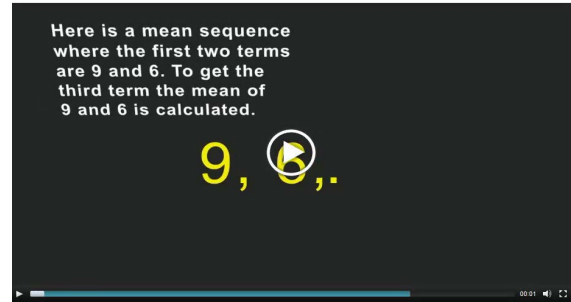 Here is a mean sequence
where the first two terms
are 9 and 6. To get the
third term the mean of
9 and 6 is calculated.
9, 6,.
00:01